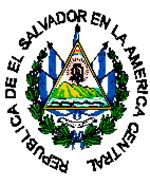 REPUBLICA DE EL SALVADOR EN LA AMERICA CENTRAL